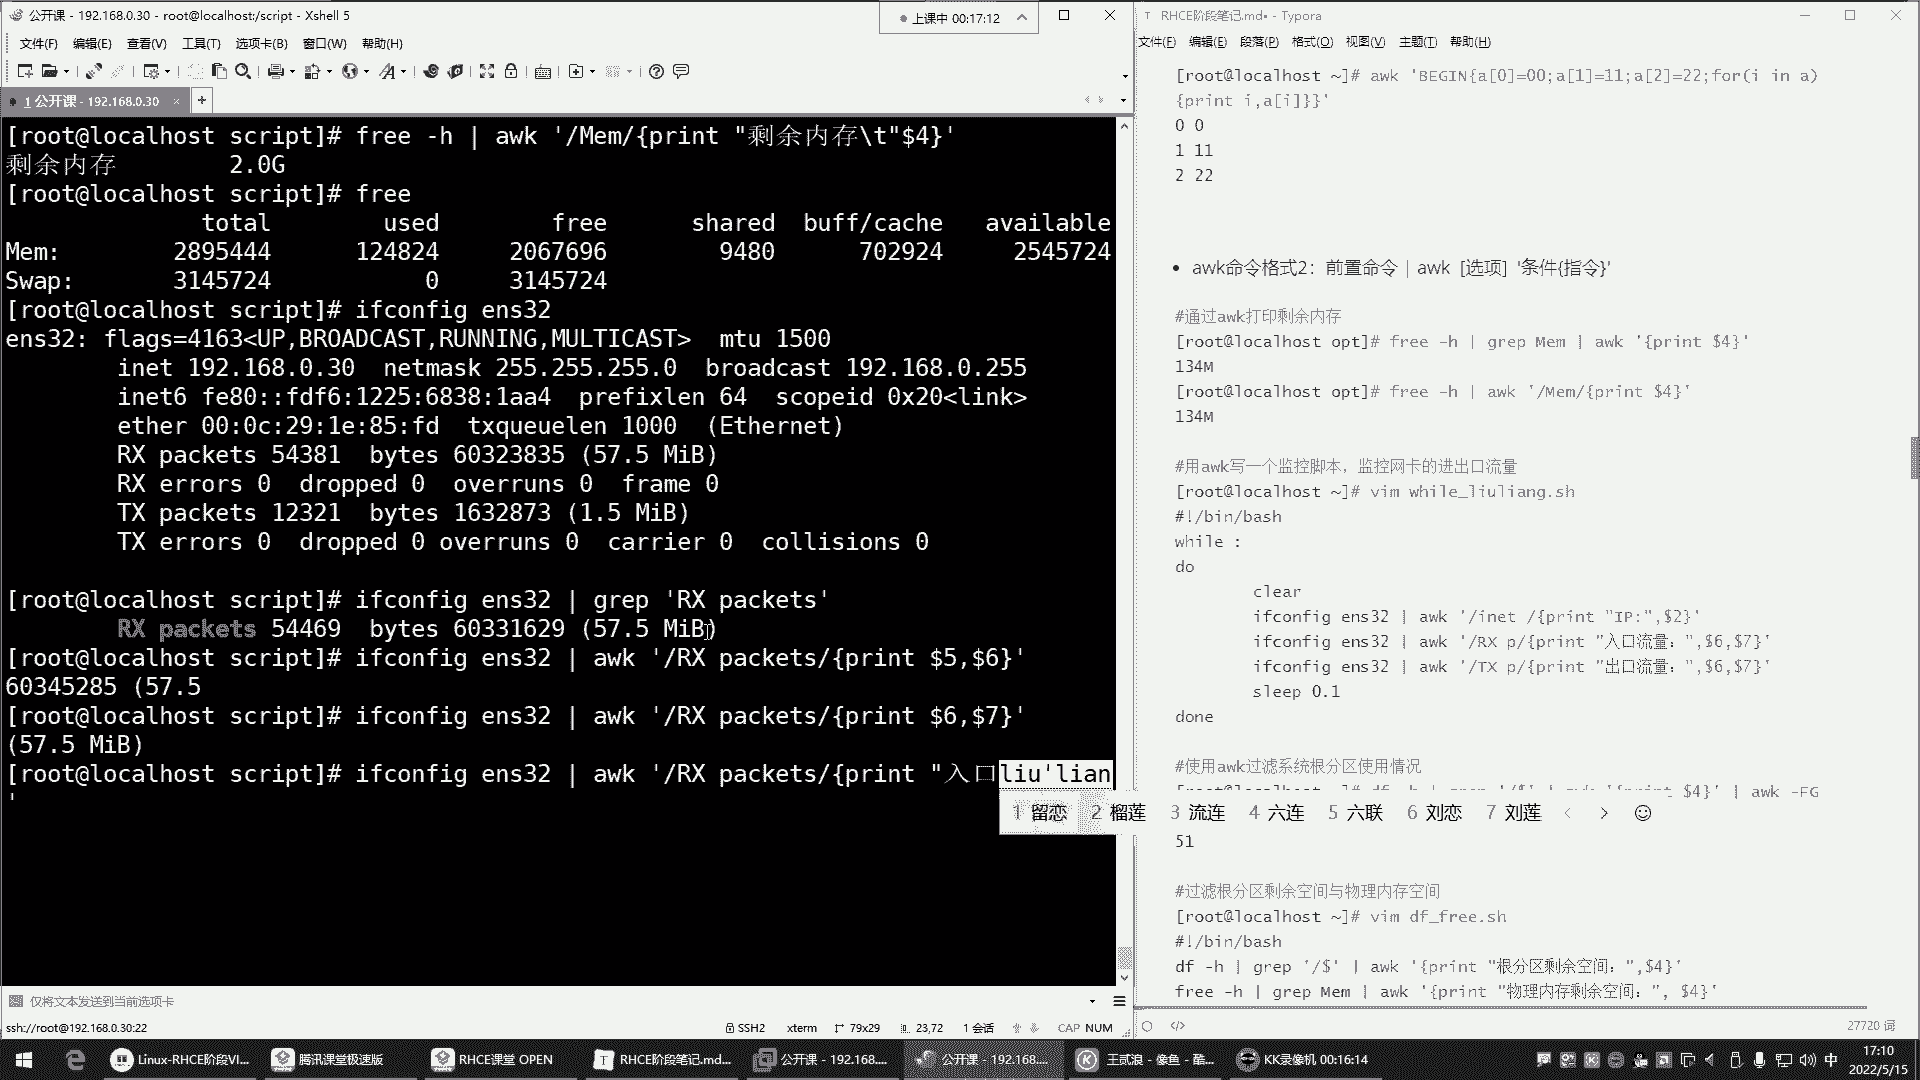 公开课 - 192.168.0.30 - root@localhost:/script - Xshell 5
上课中 00:17:12
文件(F) 编辑(E) 查看(V) 工具(T) 选项卡(B) 窗口(W) 帮助(H)
1 公开课 - 192.168.0.30 × +
[root@localhost script]# free -h | awk '/Mem/{print "剩余内存\t"$4}'
剩余内存 2.0G
[root@localhost script]# free
total used free shared buff/cache available
Mem: 2895444 124824 2067696 9480 702924 2545724
Swap: 3145724 0 3145724
[root@localhost script]# ifconfig ens32
ens32: flags=4163<UP,BROADCAST,RUNNING,MULTICAST> mtu 1500
inet 192.168.0.30 netmask 255.255.255.0 broadcast 192.168.0.255
inet6 fe80::fdf6:1225:6838:1aa4 prefixlen 64 scopeid 0x20<link>
ether 00:0c:29:1e:85:fd txqueuelen 1000 (Ethernet)
RX packets 54381 bytes 60323835 (57.5 MiB)
RX errors 0 dropped 0 overruns 0 frame 0
TX packets 12321 bytes 1632873 (1.5 MiB)
TX errors 0 dropped 0 overruns 0 carrier 0 collisions 0
[root@localhost script]# ifconfig ens32 | grep 'RX packets'
RX packets 54469 bytes 60331629 (57.5 MiB)
[root@localhost script]# ifconfig ens32 | awk '/RX packets/{print $5,$6}'
60345285 (57.5
[root@localhost script]# ifconfig ens32 | awk '/RX packets/{print $6,$7}'
(57.5 MiB)
[root@localhost script]# ifconfig ens32 | awk '/RX packets/{print "入口liu'lian
'
1 留恋 2 榴莲 3 流连 4 六连 5 六联 6 刘恋 7 刘莲
仅将文本发送到当前选项卡
ssh://root@192.168.0.30:22 SSH2 xterm 79x29 23,72 1 会话 CAP NUM
RHCE阶段笔记.md• - Typora
文件(F) 编辑(E) 段落(P) 格式(O) 视图(V) 主题(T) 帮助(H)
[root@localhost ~]# awk 'BEGIN{a[0]=00;a[1]=11;a[2]=22;for(i in a)
{print i,a[i]}}'
0 0
1 11
2 22
• awk命令格式2：前置命令 | awk [选项] '条件{指令}'
#通过awk打印剩余内存
[root@localhost opt]# free -h | grep Mem | awk '{print $4}'
134M
[root@localhost opt]# free -h | awk '/Mem/{print $4}'
134M
#用awk写一个监控脚本，监控网卡的进出口流量
[root@localhost ~]# vim while_liuliang.sh
#!/bin/bash
while :
do
clear
ifconfig ens32 | awk '/inet /{print "IP:",$2}'
ifconfig ens32 | awk '/RX p/{print "入口流量：",$6,$7}'
ifconfig ens32 | awk '/TX p/{print "出口流量：",$6,$7}'
sleep 0.1
done
#使用awk过滤系统根分区使用情况
[root@localhost ~]# df -h | grep '/$' | awk '{print $4}' | awk -FG
51
#过滤根分区剩余空间与物理内存空间
[root@localhost ~]# vim df_free.sh
#!/bin/bash
df -h | grep '/$' | awk '{print "根分区剩余空间：",$4}'
free -h | grep Mem | awk '{print "物理内存剩余空间：", $4}'
27720 词
Linux-RHCE阶段VI... 腾讯课堂极速版 RHCE课堂 OPEN RHCE阶段笔记.md... 公开课 - 192.168.... 公开课 - 192.168.... 王贰浪 - 像鱼 - 酷... KK录像机 00:16:14
中
17:10
2022/5/15